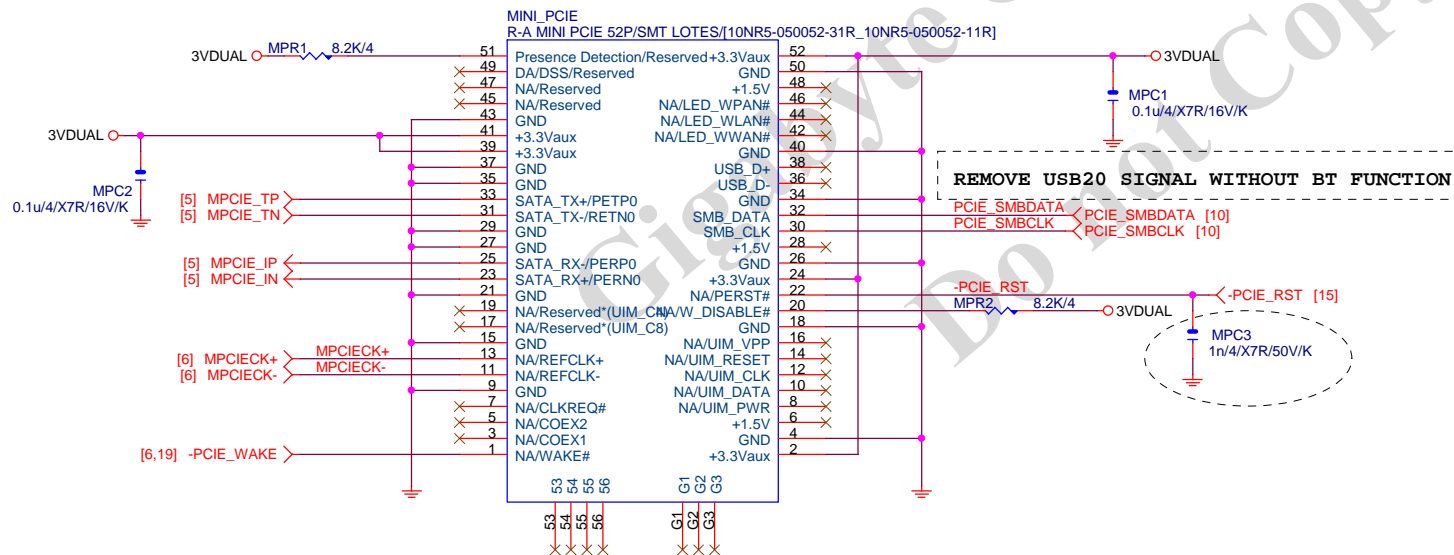 MINI_PCIE
R-A MINI PCIE 52P/SMT LOTES/[10NR5-050052-31R_10NR5-050052-11R]
3VDUAL MPR1 8.2K/4 51 Presence Detection/Reserved +3.3Vaux 52 3VDUAL
49 DA/DSS/Reserved GND 50
47 NA/Reserved +1.5V 48
45 NA/Reserved NA/LED_WPAN# 46 MPC1
43 GND NA/LED_WLAN# 44 0.1u/4/X7R/16V/K
3VDUAL 41 +3.3Vaux NA/LED_WWAN# 42
39 +3.3Vaux GND 40
37 GND USB_D+ 38
35 GND USB_D- 36 REMOVE USB20 SIGNAL WITHOUT BT FUNCTION
MPC2
0.1u/4/X7R/16V/K
[5] MPCIE_TP 33 SATA_TX+/PETP0 GND 34
[5] MPCIE_TN 31 SATA_TX-/RETN0 SMB_DATA 32 PCIE_SMBDATA PCIE_SMBDATA [10]
29 GND SMB_CLK 30 PCIE_SMBCLK PCIE_SMBCLK [10]
27 GND +1.5V 28
[5] MPCIE_IP 25 SATA_RX-/PERP0 GND 26
[5] MPCIE_IN 23 SATA_RX+/PERN0 +3.3Vaux 24
21 GND NA/PERST# 22 -PCIE_RST -PCIE_RST [15]
19 NA/Reserved*(UIM_C4) NA/W_DISABLE# 20 MPR2 8.2K/4 3VDUAL
17 NA/Reserved*(UIM_C8) GND 18
15 GND NA/UIM_VPP 16 MPC3
[6] MPCIECK+ MPCIECK+ 13 NA/REFCLK+ NA/UIM_RESET 14 1n/4/X7R/50V/K
[6] MPCIECK- MPCIECK- 11 NA/REFCLK- NA/UIM_CLK 12
9 GND NA/UIM_DATA 10
7 NA/CLKREQ# NA/UIM_PWR 8
5 NA/COEX2 +1.5V 6
3 NA/COEX1 GND 4
[6,19] -PCIE_WAKE 1 NA/WAKE# +3.3Vaux 2
53 54 55 56 G1 G2 G3
53 54 55 56 G1 G2 G3
Gigabyte
Do not Copy